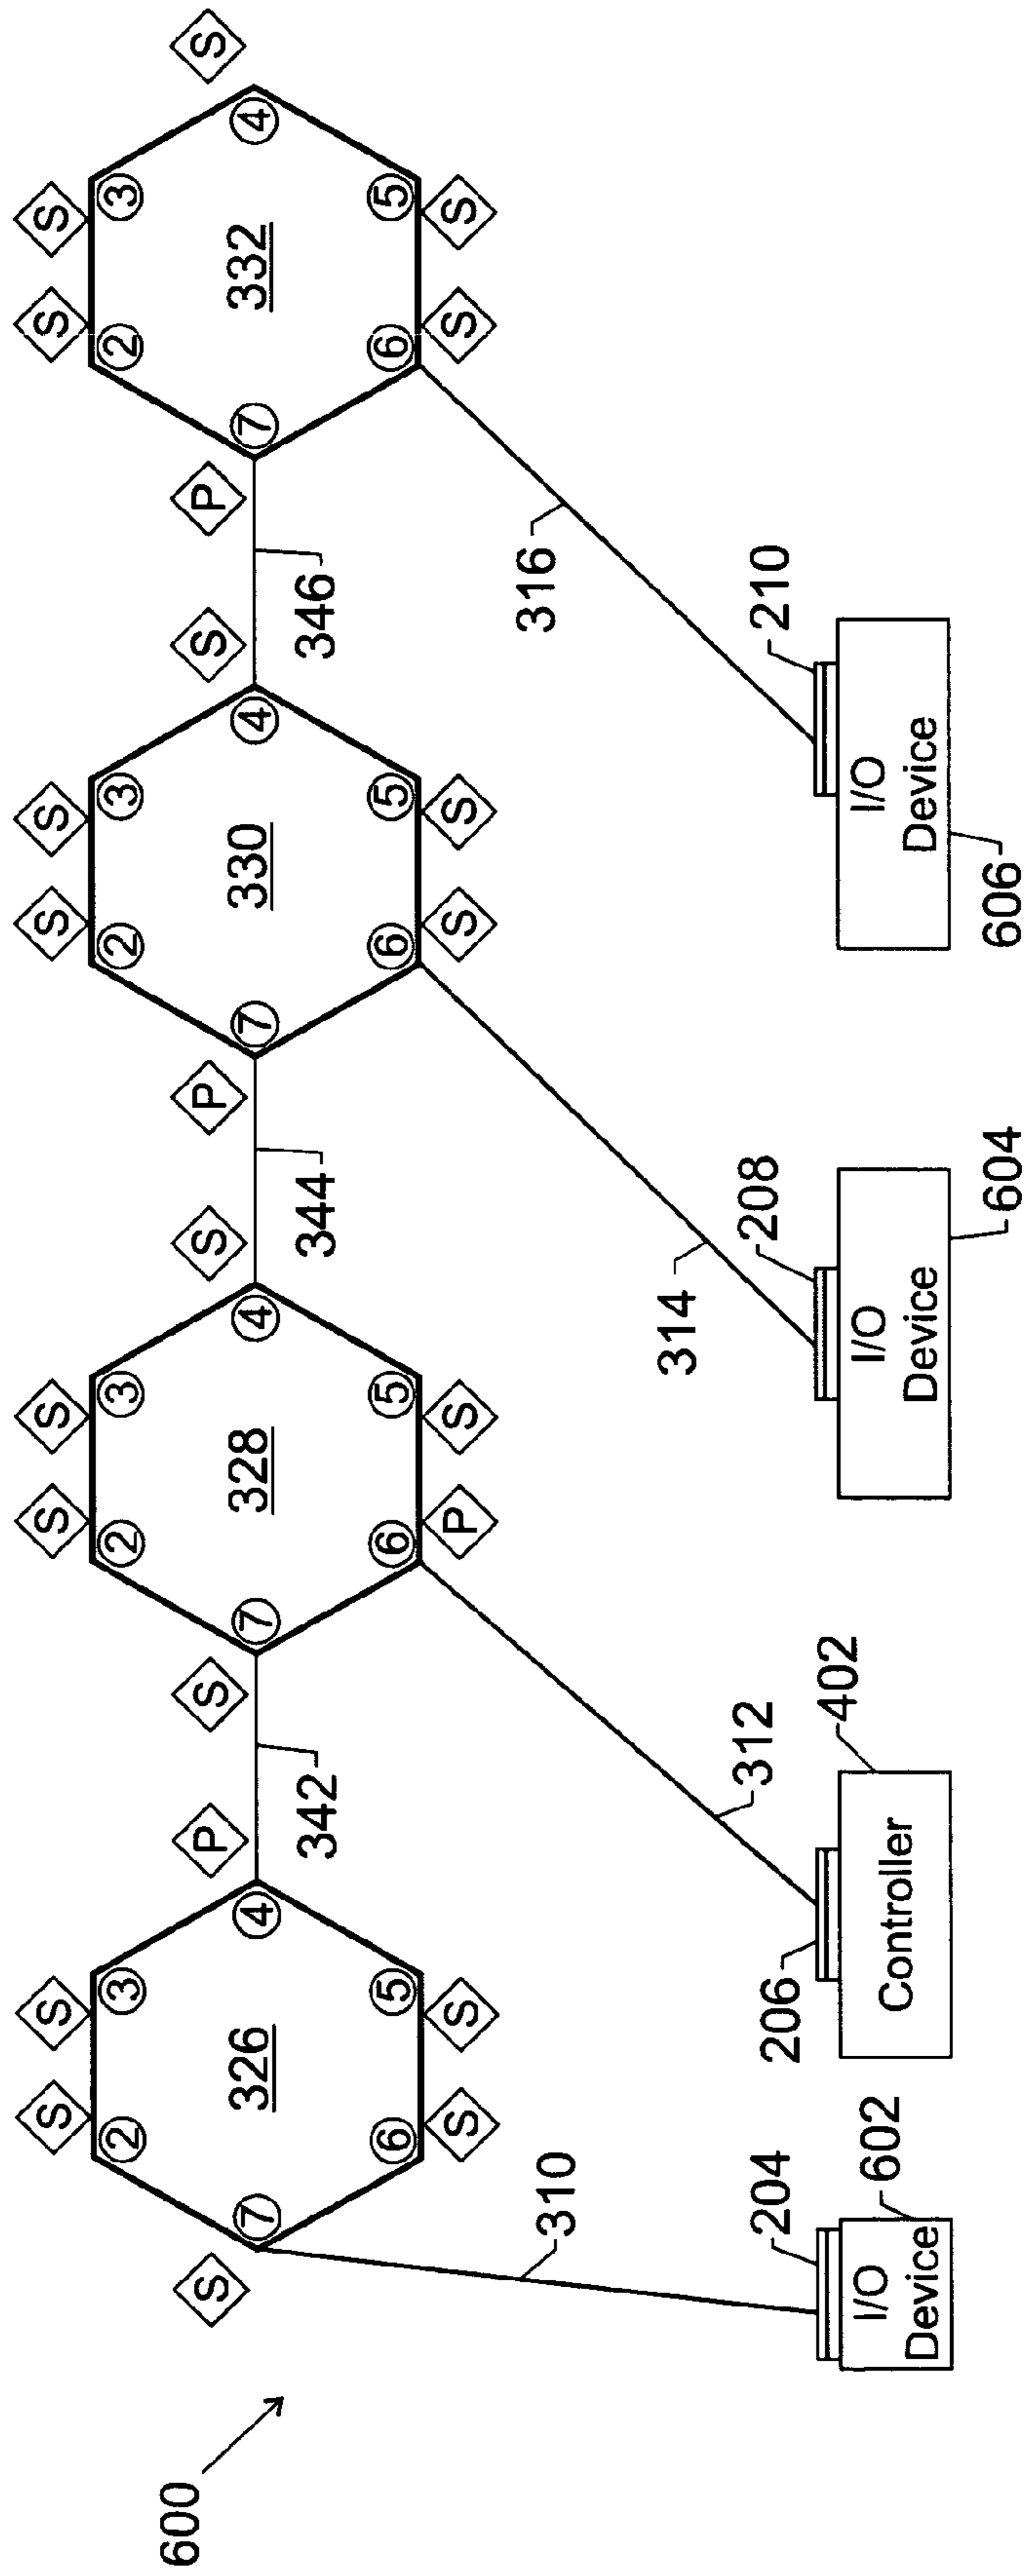 600
S
S
S
P
S
S
S
P
S
S
S
P
S
S
S
2
3
2
3
2
3
2
3
7
326
4
7
328
4
7
330
4
7
332
4
6
5
6
5
6
5
6
5
S
S
P
S
S
S
S
S
342
344
346
310
312
314
316
204
206
208
210
I/O
Device
Controller
I/O
Device
I/O
Device
602
402
604
606
S
S